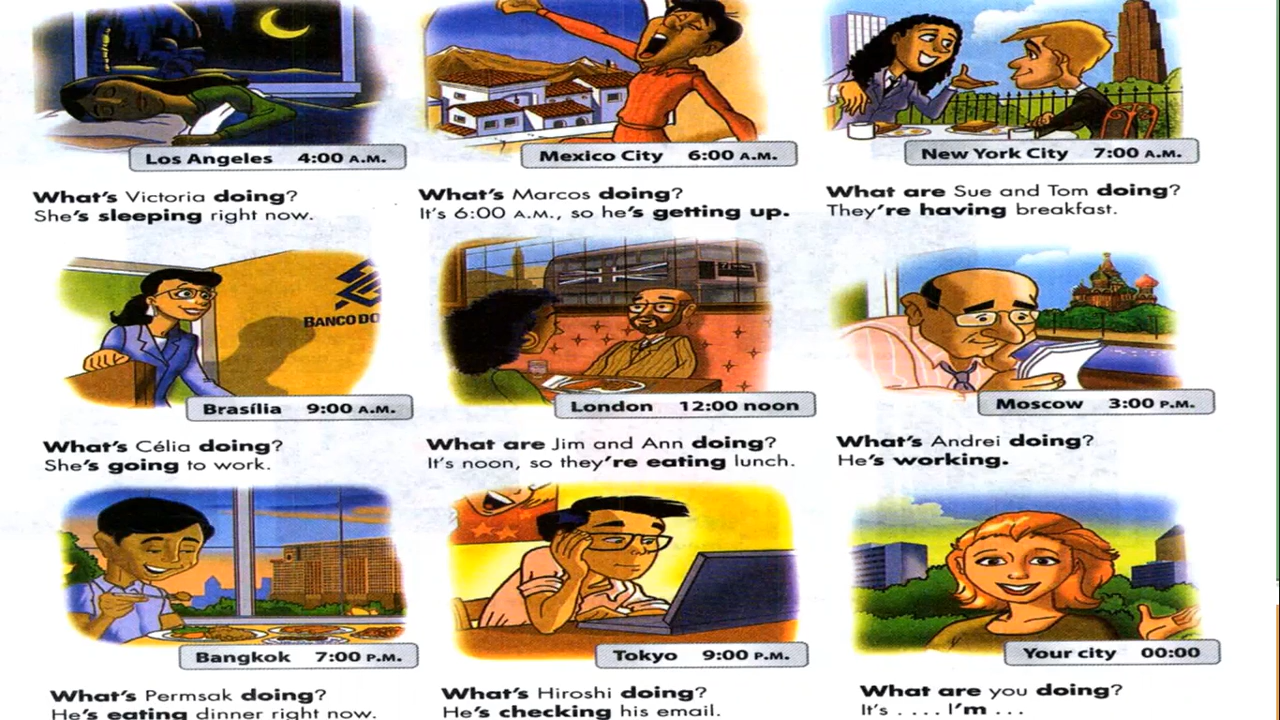 Los Angeles 4:00 A.M.
What's Victoria doing?
She's sleeping right now.
Mexico City 6:00 A.M.
What's Marcos doing?
It's 6:00 A.M., so he's getting up.
New York City 7:00 A.M.
What are Sue and Tom doing?
They're having breakfast.
BANCO DO
Brasília 9:00 A.M.
What's Célia doing?
She's going to work.
London 12:00 noon
What are Jim and Ann doing?
It's noon, so they're eating lunch.
Moscow 3:00 P.M.
What's Andrei doing?
He's working.
Bangkok 7:00 P.M.
What's Permsak doing?
He's eating dinner right now.
Tokyo 9:00 P.M.
What's Hiroshi doing?
He's checking his email.
Your city 00:00
What are you doing?
It's .... I'm ...